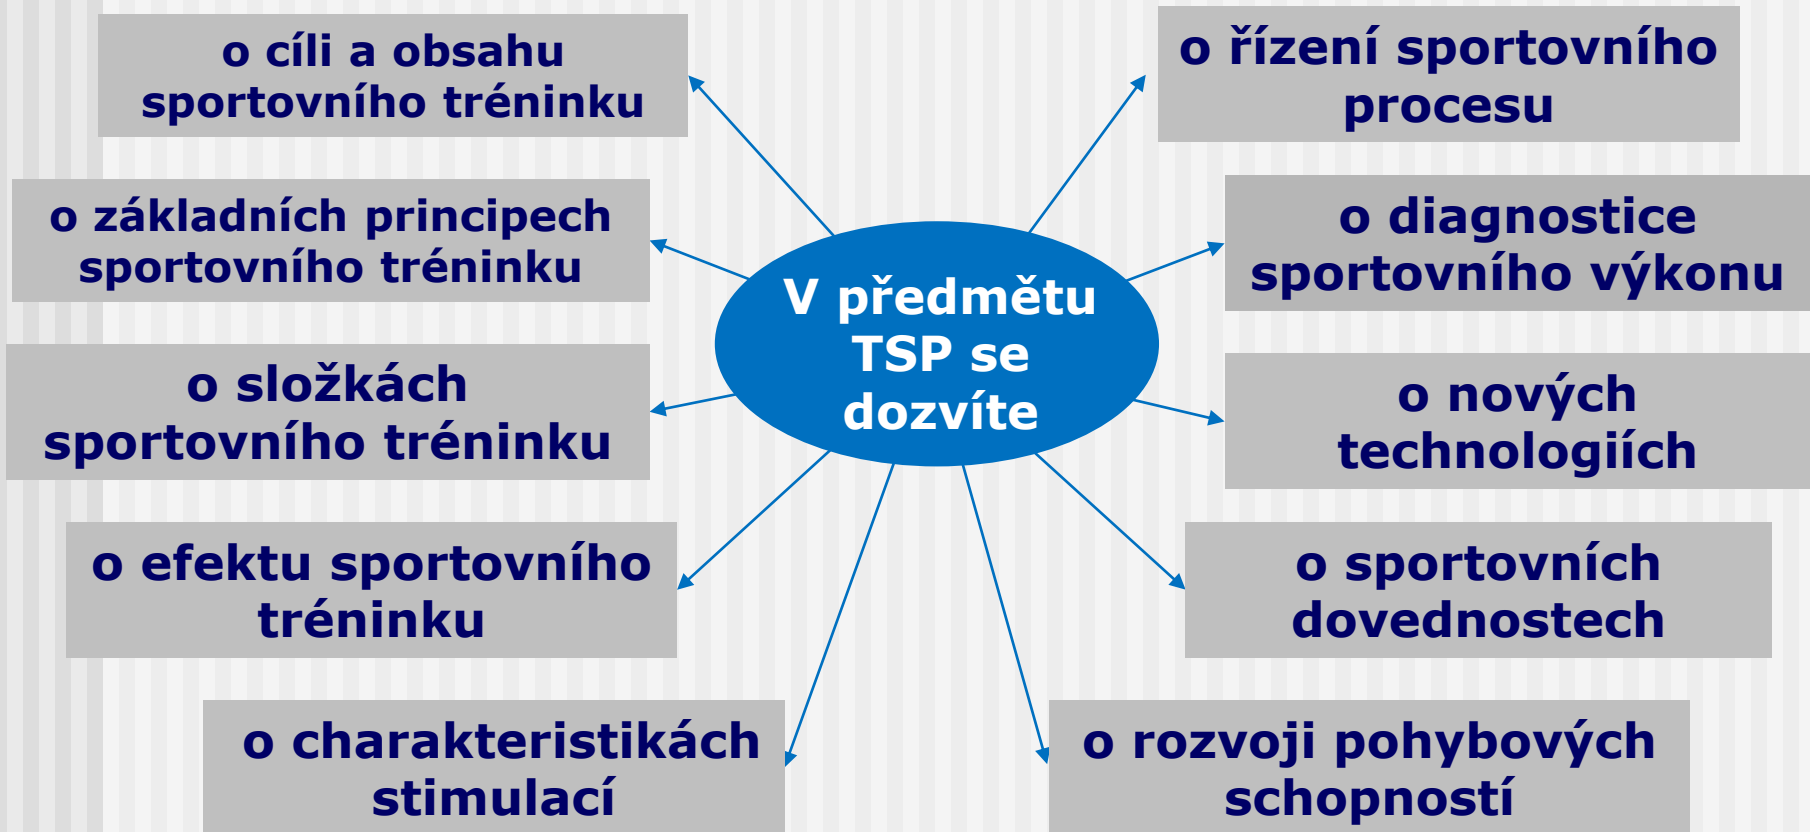 o cíli a obsahu
sportovního tréninku
o základních principech
sportovního tréninku
o složkách
sportovního tréninku
o efektu sportovního
tréninku
o charakteristikách
stimulací
V předmětu
TSP se
dozvíte
o řízení sportovního
procesu
o diagnostice
sportovního výkonu
o nových
technologiích
o sportovních
dovednostech
o rozvoji pohybových
schopností